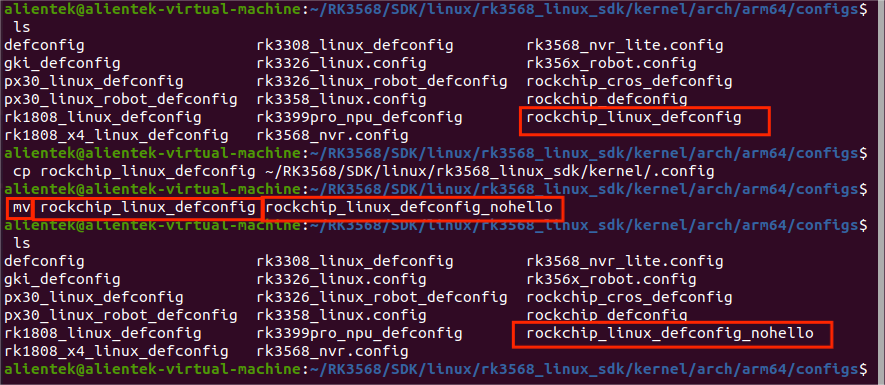 alientek@alientek-virtual-machine:~/RK3568/SDK/linux/rk3568_linux_sdk/kernel/arch/arm64/configs$
ls
defconfig rk3308_linux_defconfig rk3568_nvr_lite.config
gki_defconfig rk3326_linux.config rk356x_robot.config
px30_linux_defconfig rk3326_linux_robot_defconfig rockchip_cros_defconfig
px30_linux_robot_defconfig rk3358_linux.config rockchip_defconfig
rk1808_linux_defconfig rk3399pro_npu_defconfig rockchip_linux_defconfig
rk1808_x4_linux_defconfig rk3568_nvr.config
alientek@alientek-virtual-machine:~/RK3568/SDK/linux/rk3568_linux_sdk/kernel/arch/arm64/configs$
cp rockchip_linux_defconfig ~/RK3568/SDK/linux/rk3568_linux_sdk/kernel/.config
alientek@alientek-virtual-machine:~/RK3568/SDK/linux/rk3568_linux_sdk/kernel/arch/arm64/configs$
mv rockchip_linux_defconfig rockchip_linux_defconfig_nohello
alientek@alientek-virtual-machine:~/RK3568/SDK/linux/rk3568_linux_sdk/kernel/arch/arm64/configs$
ls
defconfig rk3308_linux_defconfig rk3568_nvr_lite.config
gki_defconfig rk3326_linux.config rk356x_robot.config
px30_linux_defconfig rk3326_linux_robot_defconfig rockchip_cros_defconfig
px30_linux_robot_defconfig rk3358_linux.config rockchip_defconfig
rk1808_linux_defconfig rk3399pro_npu_defconfig rockchip_linux_defconfig_nohello
rk1808_x4_linux_defconfig rk3568_nvr.config
alientek@alientek-virtual-machine:~/RK3568/SDK/linux/rk3568_linux_sdk/kernel/arch/arm64/configs$